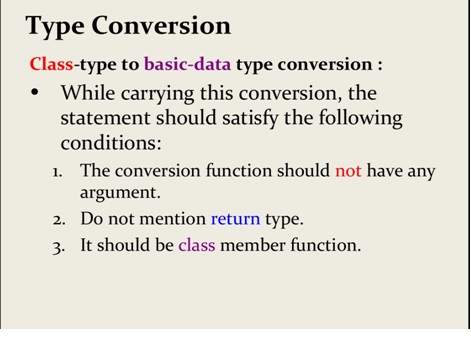 Type Conversion
Class-type to basic-data type conversion :
• While carrying this conversion, the
statement should satisfy the following
conditions:
1. The conversion function should not have any
argument.
2. Do not mention return type.
3. It should be class member function.